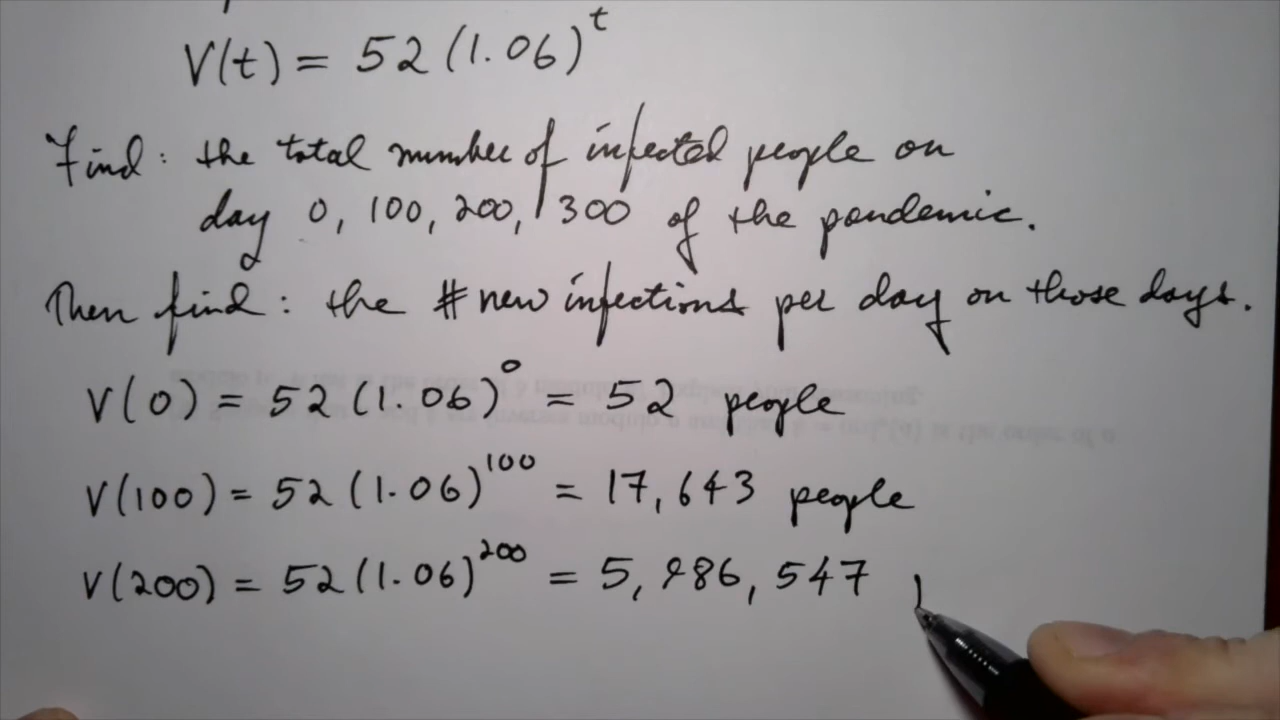 V(t) = 52 (1.06)^t
Find: the total number of infected people on
day 0, 100, 200, 300 of the pandemic.
Then find: the # new infections per day on those days.
V(0) = 52 (1.06)^0 = 52 people
V(100) = 52 (1.06)^100 = 17,643 people
V(200) = 52 (1.06)^200 = 5,986,547